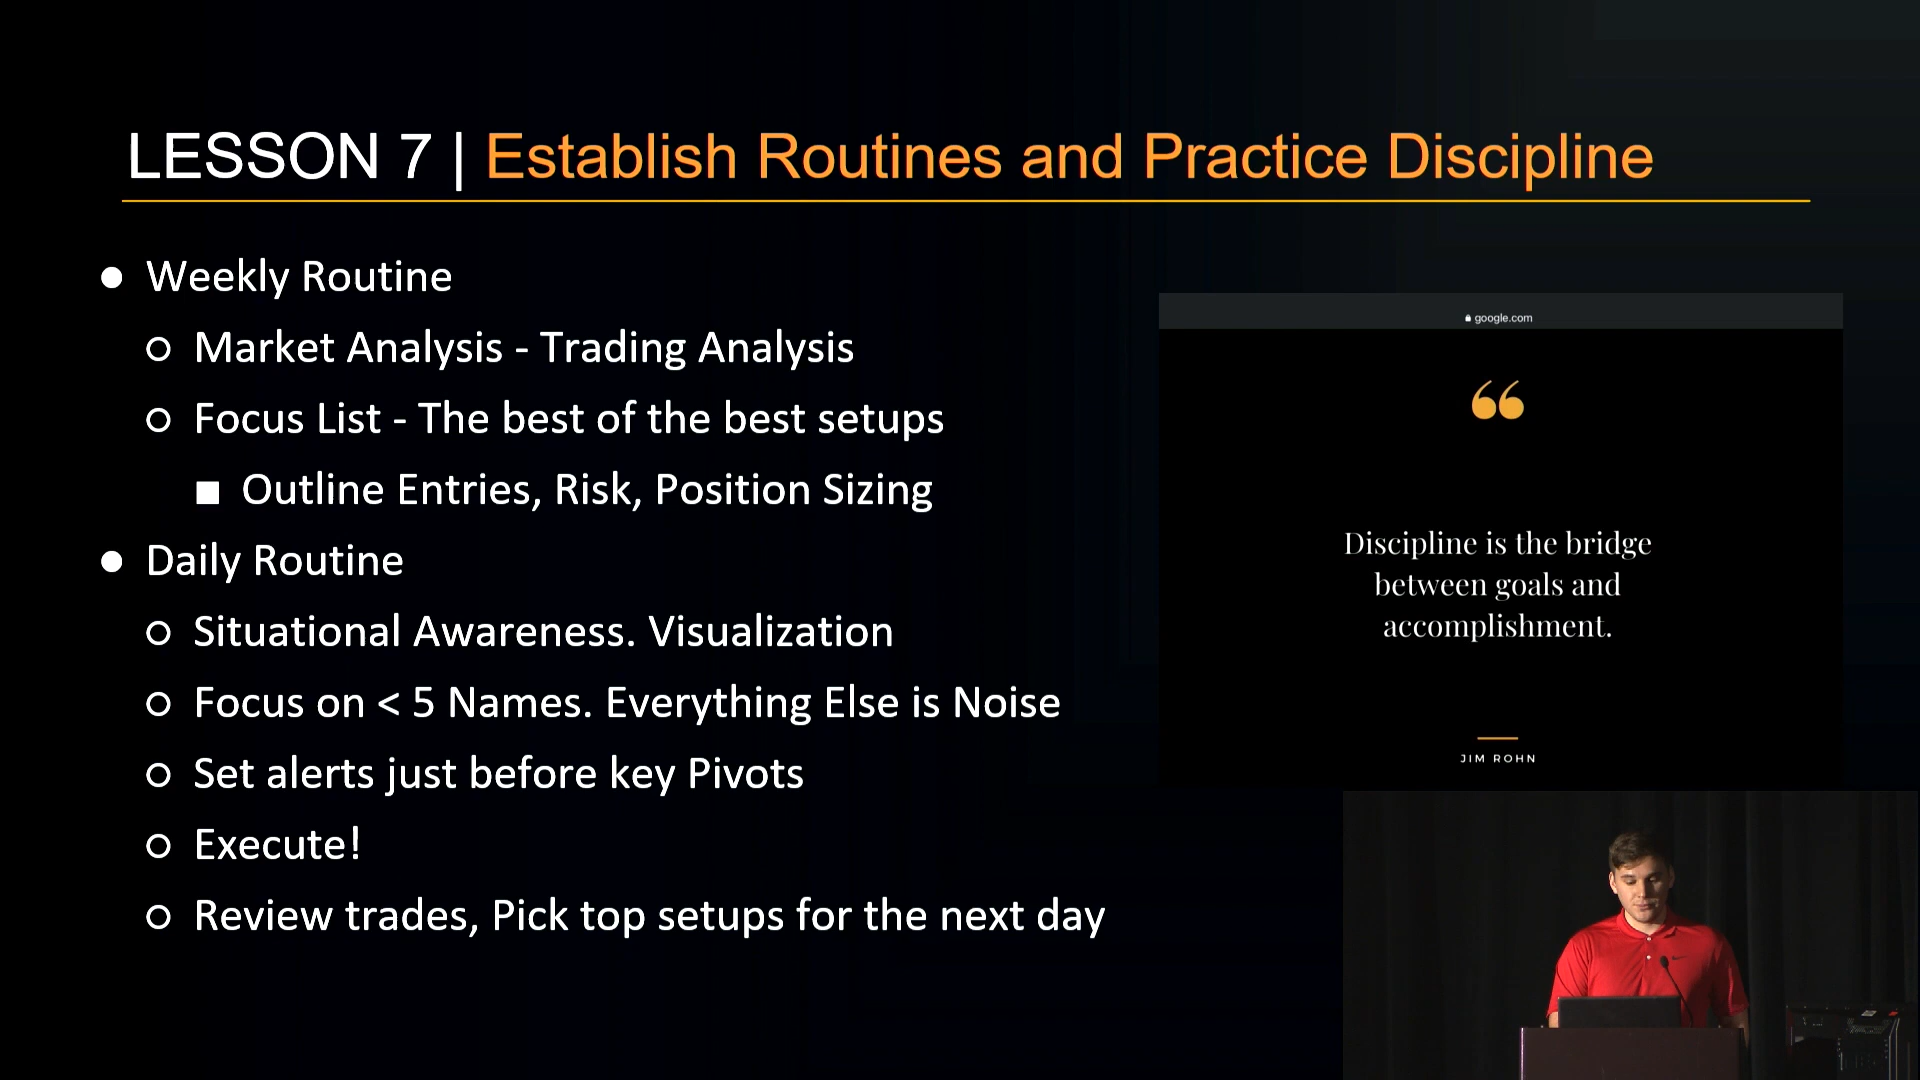 LESSON 7 | Establish Routines and Practice Discipline
● Weekly Routine
○ Market Analysis - Trading Analysis
○ Focus List - The best of the best setups
■ Outline Entries, Risk, Position Sizing
● Daily Routine
○ Situational Awareness. Visualization
○ Focus on < 5 Names. Everything Else is Noise
○ Set alerts just before key Pivots
○ Execute!
○ Review trades, Pick top setups for the next day
google.com
“
Discipline is the bridge
between goals and
accomplishment.
JIM ROHN